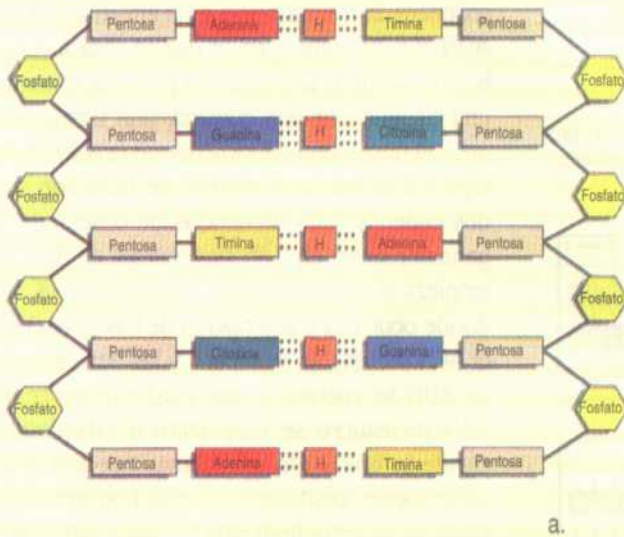 Pentosa Adenina H Timina Pentosa
Fosfato Fosfato
Pentosa Guanina H Citosina Pentosa
Fosfato Fosfato
Pentosa Timina H Adenina Pentosa
Fosfato Fosfato
Pentosa Citosina H Guanina Pentosa
Fosfato Fosfato
Pentosa Adenina H Timina Pentosa
a.